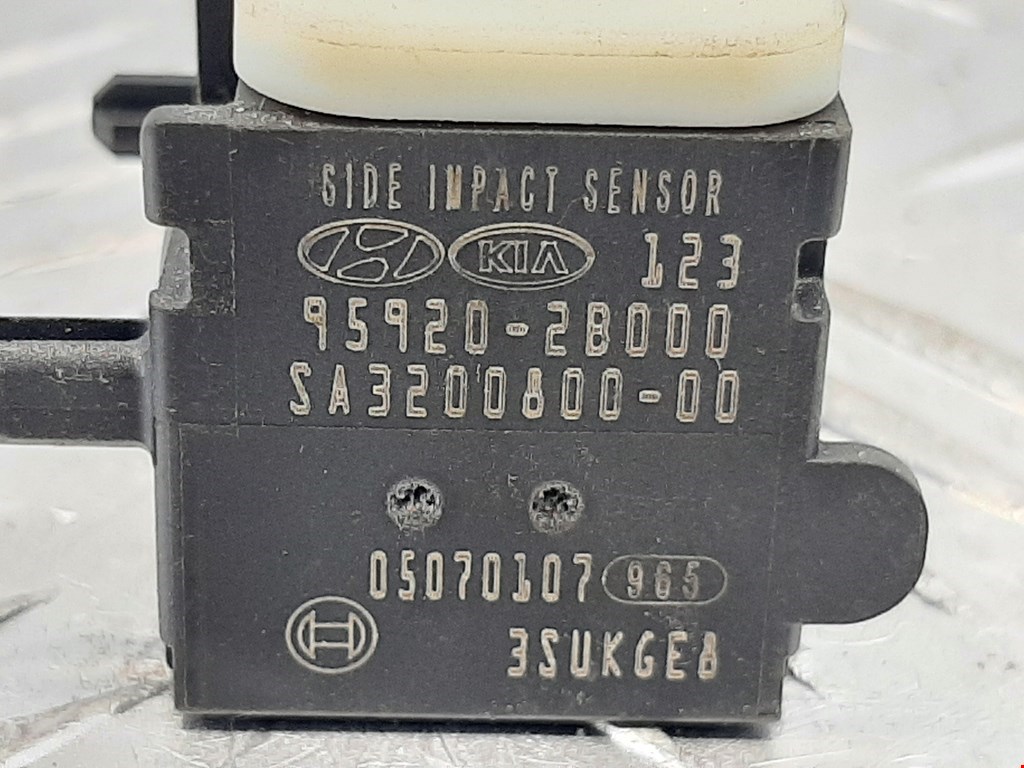 SIDE IMPACT SENSOR
KIA 123
95920-2B000
SA3200800-00
05070107 965
3SUKGE8